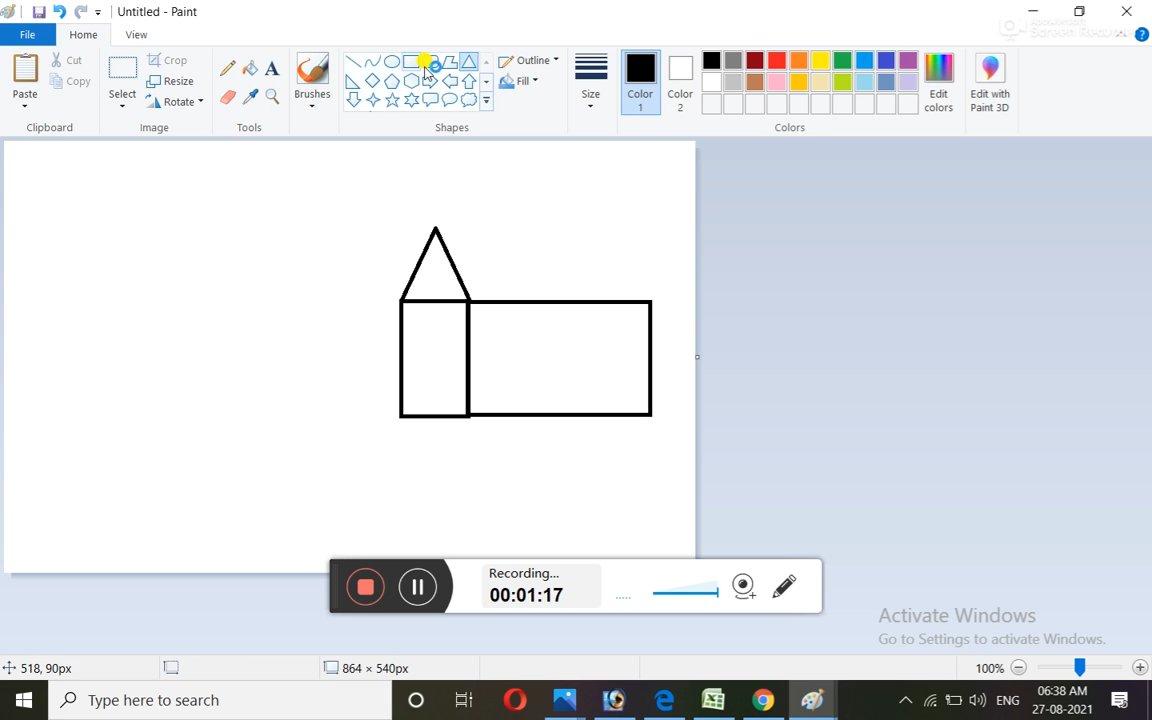 Untitled - Paint
File
Home
View
Apowersoft
Screen Recorder
Paste
Cut
Copy
Clipboard
Select
Crop
Resize
Rotate
Image
Tools
Brushes
Outline
Fill
Shapes
Size
Color
1
Color
2
Colors
Edit
colors
Edit with
Paint 3D
Recording...
00:01:17
Activate Windows
Go to Settings to activate Windows.
518, 90px
864 × 540px
100%
Type here to search
ENG
06:38 AM
27-08-2021